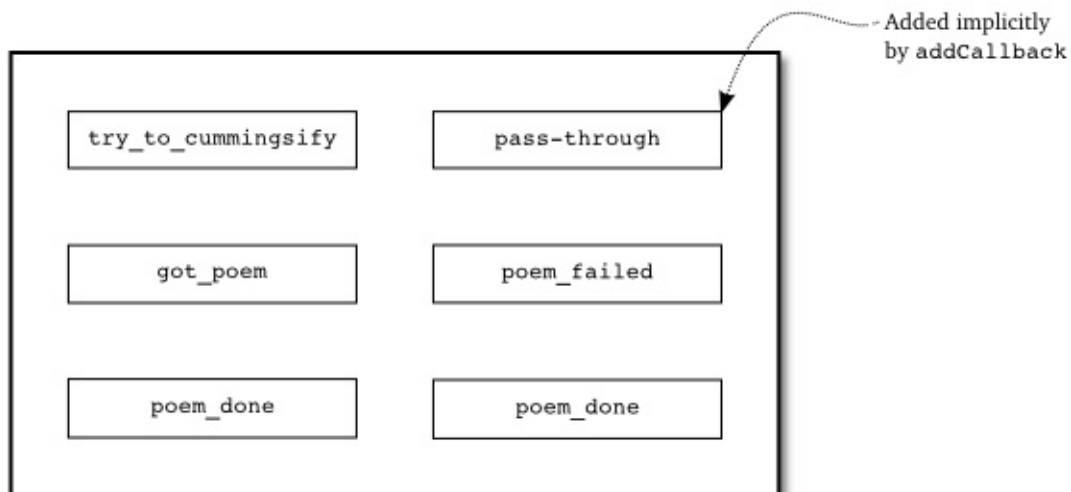 Added implicitly
by addCallback
try_to_cummingsify
pass-through
got_poem
poem_failed
poem_done
poem_done